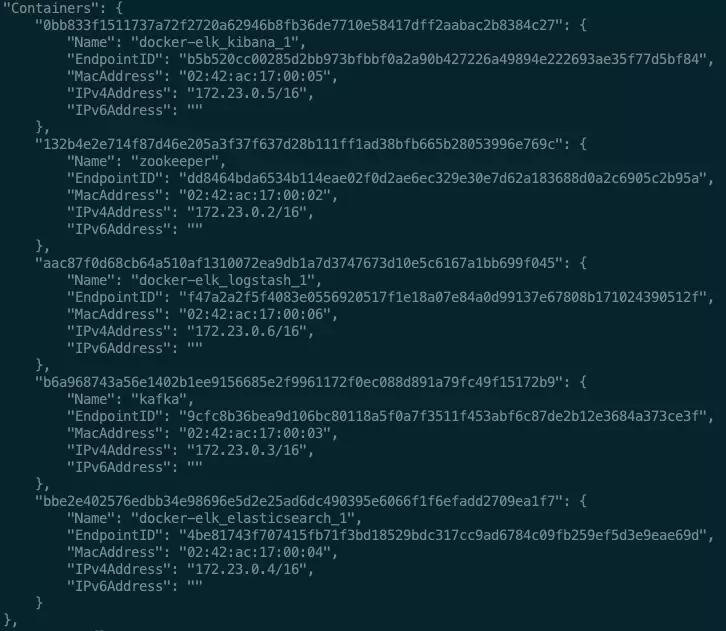 "Containers": {
"0bb833f1511737a72f2720a62946b8fb36de7710e58417dff2aabac2b8384c27": {
"Name": "docker-elk_kibana_1",
"EndpointID": "b5b520cc00285d2bb973bfbbf0a2a90b427226a49894e222693ae35f77d5bf84",
"MacAddress": "02:42:ac:17:00:05",
"IPv4Address": "172.23.0.5/16",
"IPv6Address": ""
},
"132b4e2e714f87d46e205a3f37f637d28b111ff1ad38bfb665b28053996e769c": {
"Name": "zookeeper",
"EndpointID": "dd8464bda6534b114eae02f0d2ae6ec329e30e7d62a183688d0a2c6905c2b95a",
"MacAddress": "02:42:ac:17:00:02",
"IPv4Address": "172.23.0.2/16",
"IPv6Address": ""
},
"aac87f0d68cb64a510af1310072ea9db1a7d3747673d10e5c6167a1bb699f045": {
"Name": "docker-elk_logstash_1",
"EndpointID": "f47a2a2f5f4083e0556920517f1e18a07e84a0d99137e67808b171024390512f",
"MacAddress": "02:42:ac:17:00:06",
"IPv4Address": "172.23.0.6/16",
"IPv6Address": ""
},
"b6a968743a56e1402b1ee9156685e2f9961172f0ec088d891a79fc49f15172b9": {
"Name": "kafka",
"EndpointID": "9cfc8b36bea9d106bc80118a5f0a7f3511f453abf6c87de2b12e3684a373ce3f",
"MacAddress": "02:42:ac:17:00:03",
"IPv4Address": "172.23.0.3/16",
"IPv6Address": ""
},
"bbe2e402576edbb34e98696e5d2e25ad6dc490395e6066f1f6efadd2709ea1f7": {
"Name": "docker-elk_elasticsearch_1",
"EndpointID": "4be81743f707415fb71f3bd18529bdc317cc9ad6784c09fb259ef5d3e9eae69d",
"MacAddress": "02:42:ac:17:00:04",
"IPv4Address": "172.23.0.4/16",
"IPv6Address": ""
}
},